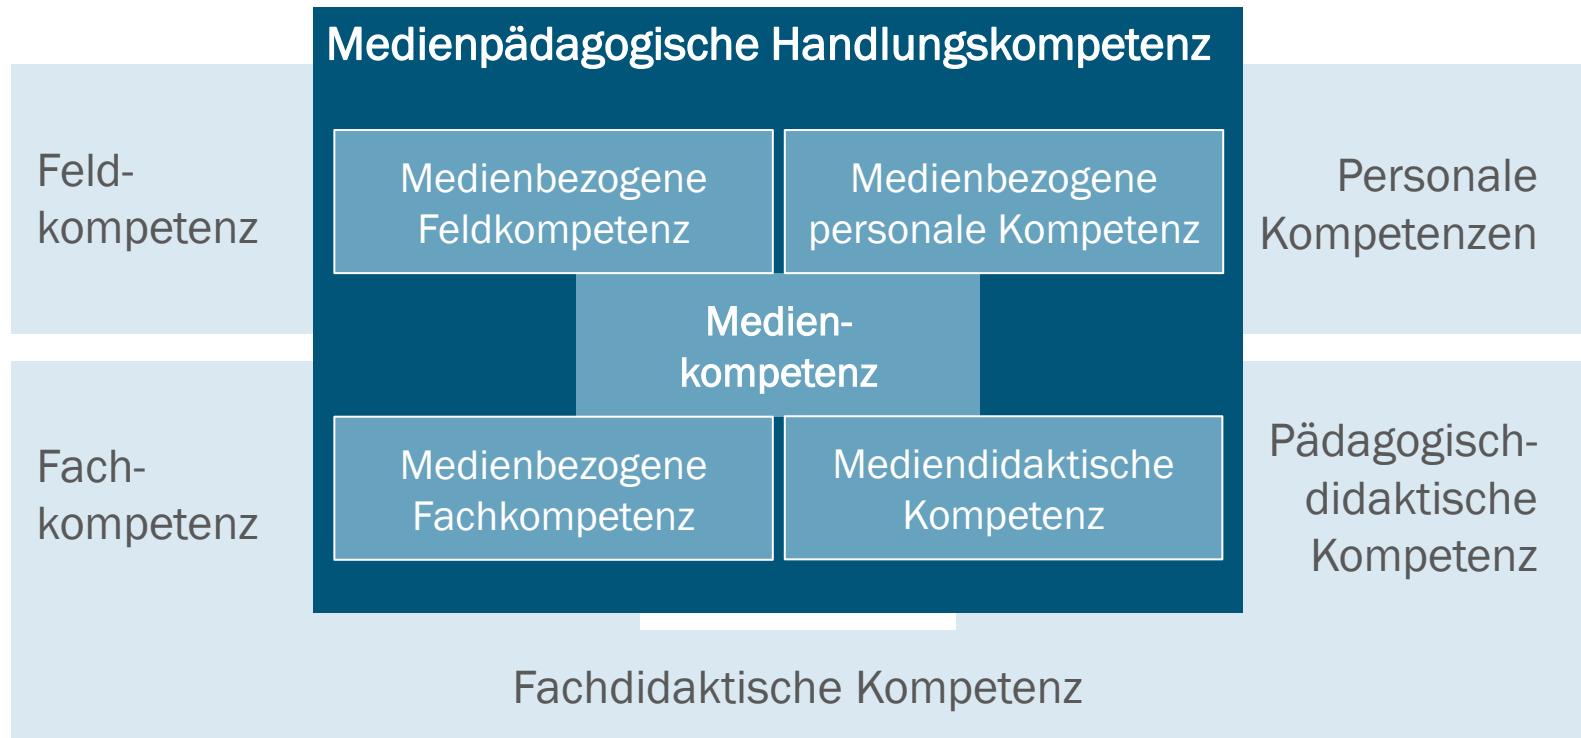 Medienpädagogische Handlungskompetenz
Feld-
kompetenz
Medienbezogene
Feldkompetenz
Medienbezogene
personale Kompetenz
Personale
Kompetenzen
Medien-
kompetenz
Fach-
kompetenz
Medienbezogene
Fachkompetenz
Mediendidaktische
Kompetenz
Pädagogisch-
didaktische
Kompetenz
Fachdidaktische Kompetenz